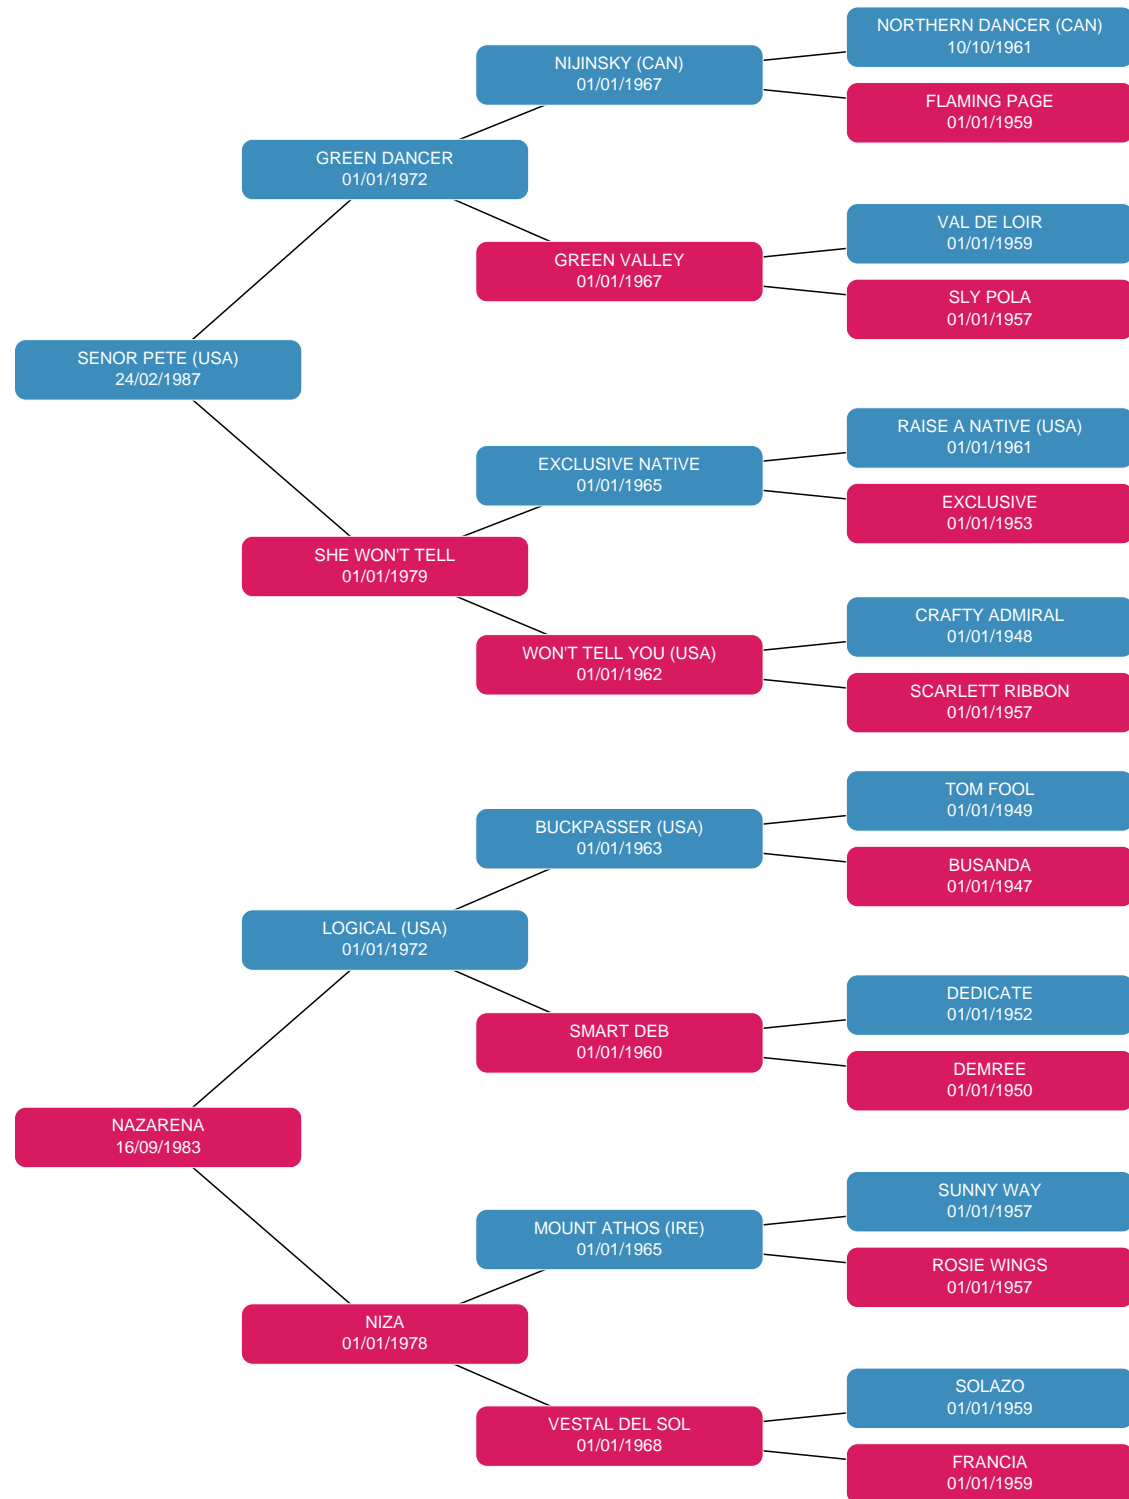 NORTHERN DANCER (CAN)
10/10/1961
NIJINSKY (CAN)
01/01/1967
FLAMING PAGE
01/01/1959
GREEN DANCER
01/01/1972
VAL DE LOIR
01/01/1959
GREEN VALLEY
01/01/1967
SLY POLA
01/01/1957
SENOR PETE (USA)
24/02/1987
RAISE A NATIVE (USA)
01/01/1961
EXCLUSIVE NATIVE
01/01/1965
EXCLUSIVE
01/01/1953
SHE WON'T TELL
01/01/1979
CRAFTY ADMIRAL
01/01/1948
WON'T TELL YOU (USA)
01/01/1962
SCARLETT RIBBON
01/01/1957
TOM FOOL
01/01/1949
BUCKPASSER (USA)
01/01/1963
BUSANDA
01/01/1947
LOGICAL (USA)
01/01/1972
DEDICATE
01/01/1952
SMART DEB
01/01/1960
DEMREE
01/01/1950
NAZARENA
16/09/1983
SUNNY WAY
01/01/1957
MOUNT ATHOS (IRE)
01/01/1965
ROSIE WINGS
01/01/1957
NIZA
01/01/1978
SOLAZO
01/01/1959
VESTAL DEL SOL
01/01/1968
FRANCIA
01/01/1959